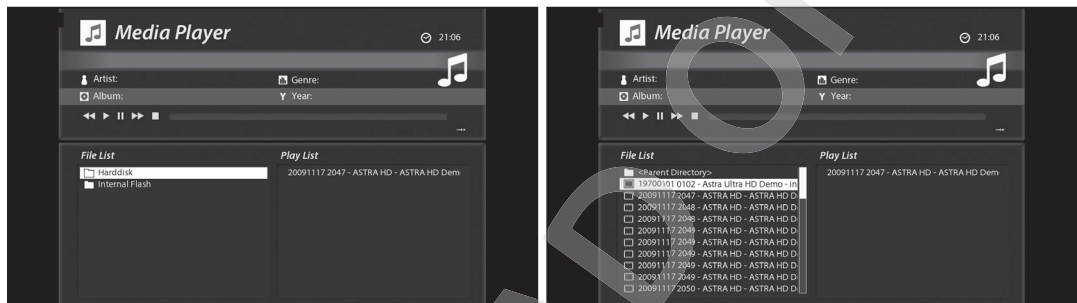 Media Player
21:06
Artist:
Genre:
Album:
Year:
File List
Play List
Harddisk
20091117 2047 - ASTRA HD - ASTRA HD Dem
Internal Flash
Media Player
21:06
Artist:
Genre:
Album:
Year:
File List
Play List
<Parent Directory>
20091117 2047 - ASTRA HD - ASTRA HD Dem
19700101 0102 - Astra Ultra HD Demo - in
20091117 2047 - ASTRA HD - ASTRA HD D
20091117 2048 - ASTRA HD - ASTRA HD D
20091117 2048 - ASTRA HD - ASTRA HD D
20091117 2049 - ASTRA HD - ASTRA HD D
20091117 2049 - ASTRA HD - ASTRA HD D
20091117 2049 - ASTRA HD - ASTRA HD D
20091117 2049 - ASTRA HD - ASTRA HD D
20091117 2049 - ASTRA HD - ASTRA HD D
20091117 2050 - ASTRA HD - ASTRA HD D